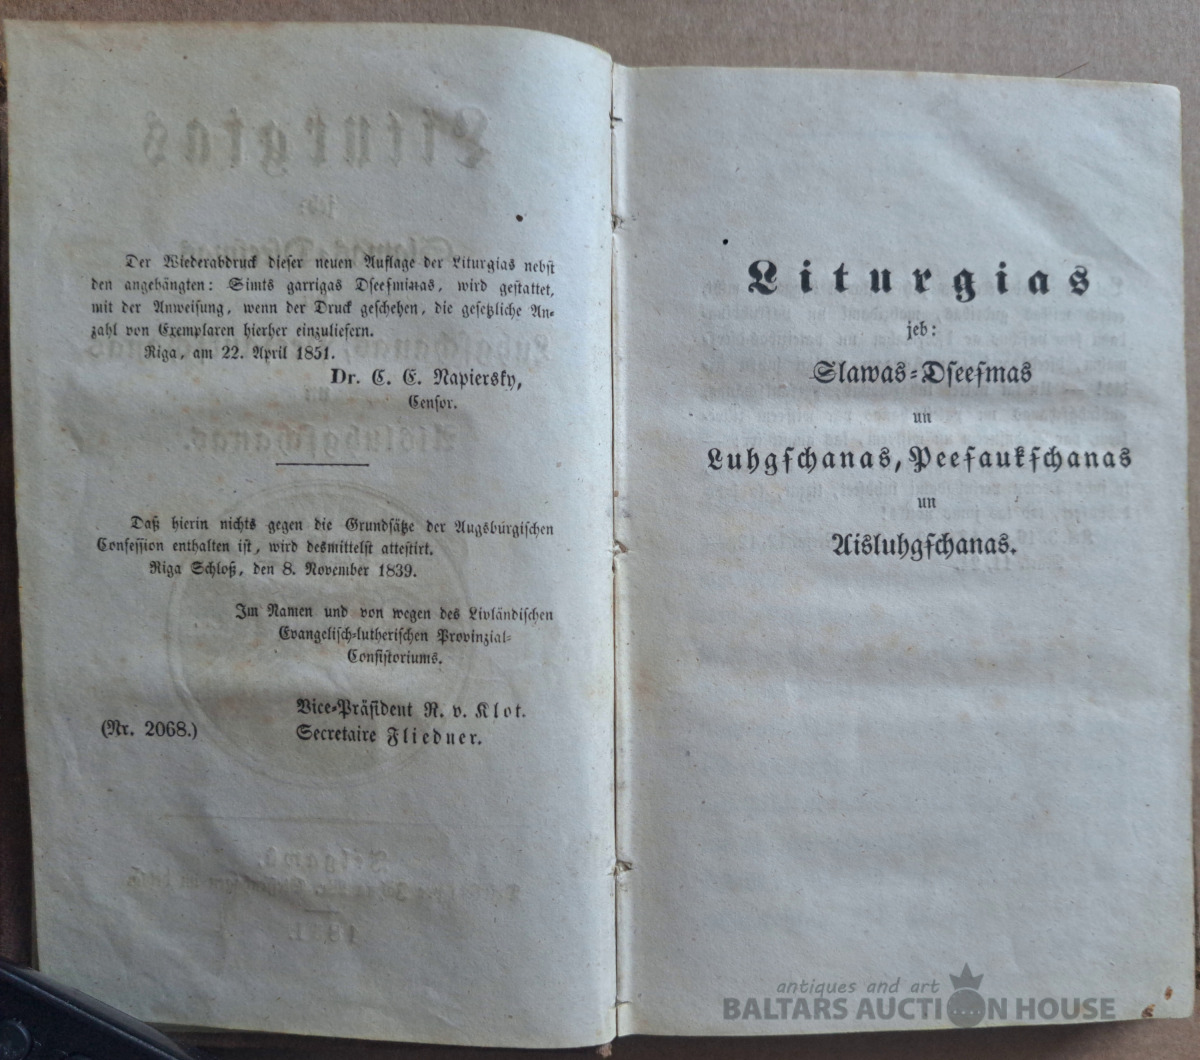 Der Wiederabdruck dieser neuen Auflage der Liturgias nebst
den angehängten: Simts garrigas Dseesminas, wird gestattet,
mit der Anweisung, wenn der Druck geschehen, die gesetzliche An-
zahl von Exemplaren hierher einzuliefern.
Riga, am 22. April 1851.
Dr. C. E. Napiersky,
Censor.
Daß hierin nichts gegen die Grundsätze der Augsburgischen
Confession enthalten ist, wird desmittelst attestirt.
Riga Schloß, den 8. November 1839.
Im Namen und von wegen des Livländischen
Evangelisch-lutherischen Provinzial-
Consistoriums.
Vice-Präsident R. v. Klot.
(Nr. 2068.) Secretaire Fliedner.
Liturgias
jeb:
Slawas-Dseesmas
un
Luhgschanas, Peesaukschanas
un
Aisluhgschanas.
antiques and art
BALTARS AUCTION HOUSE